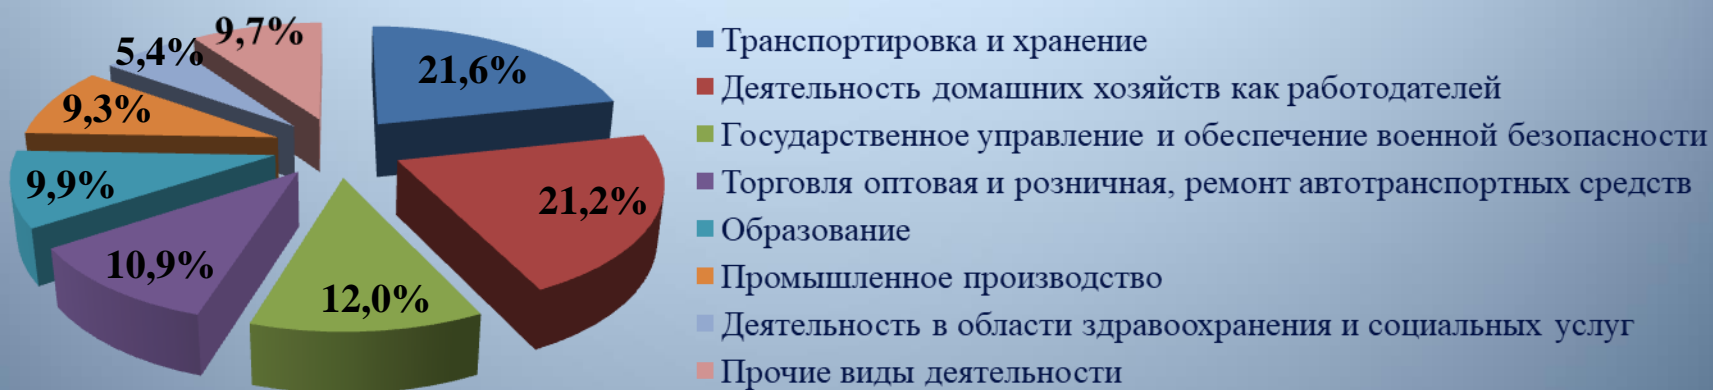 9,7%
5,4%
21,6%
9,3%
9,9%
21,2%
10,9%
12,0%
Транспортировка и хранение
Деятельность домашних хозяйств как работодателей
Государственное управление и обеспечение военной безопасности
Торговля оптовая и розничная, ремонт автотранспортных средств
Образование
Промышленное производство
Деятельность в области здравоохранения и социальных услуг
Прочие виды деятельности